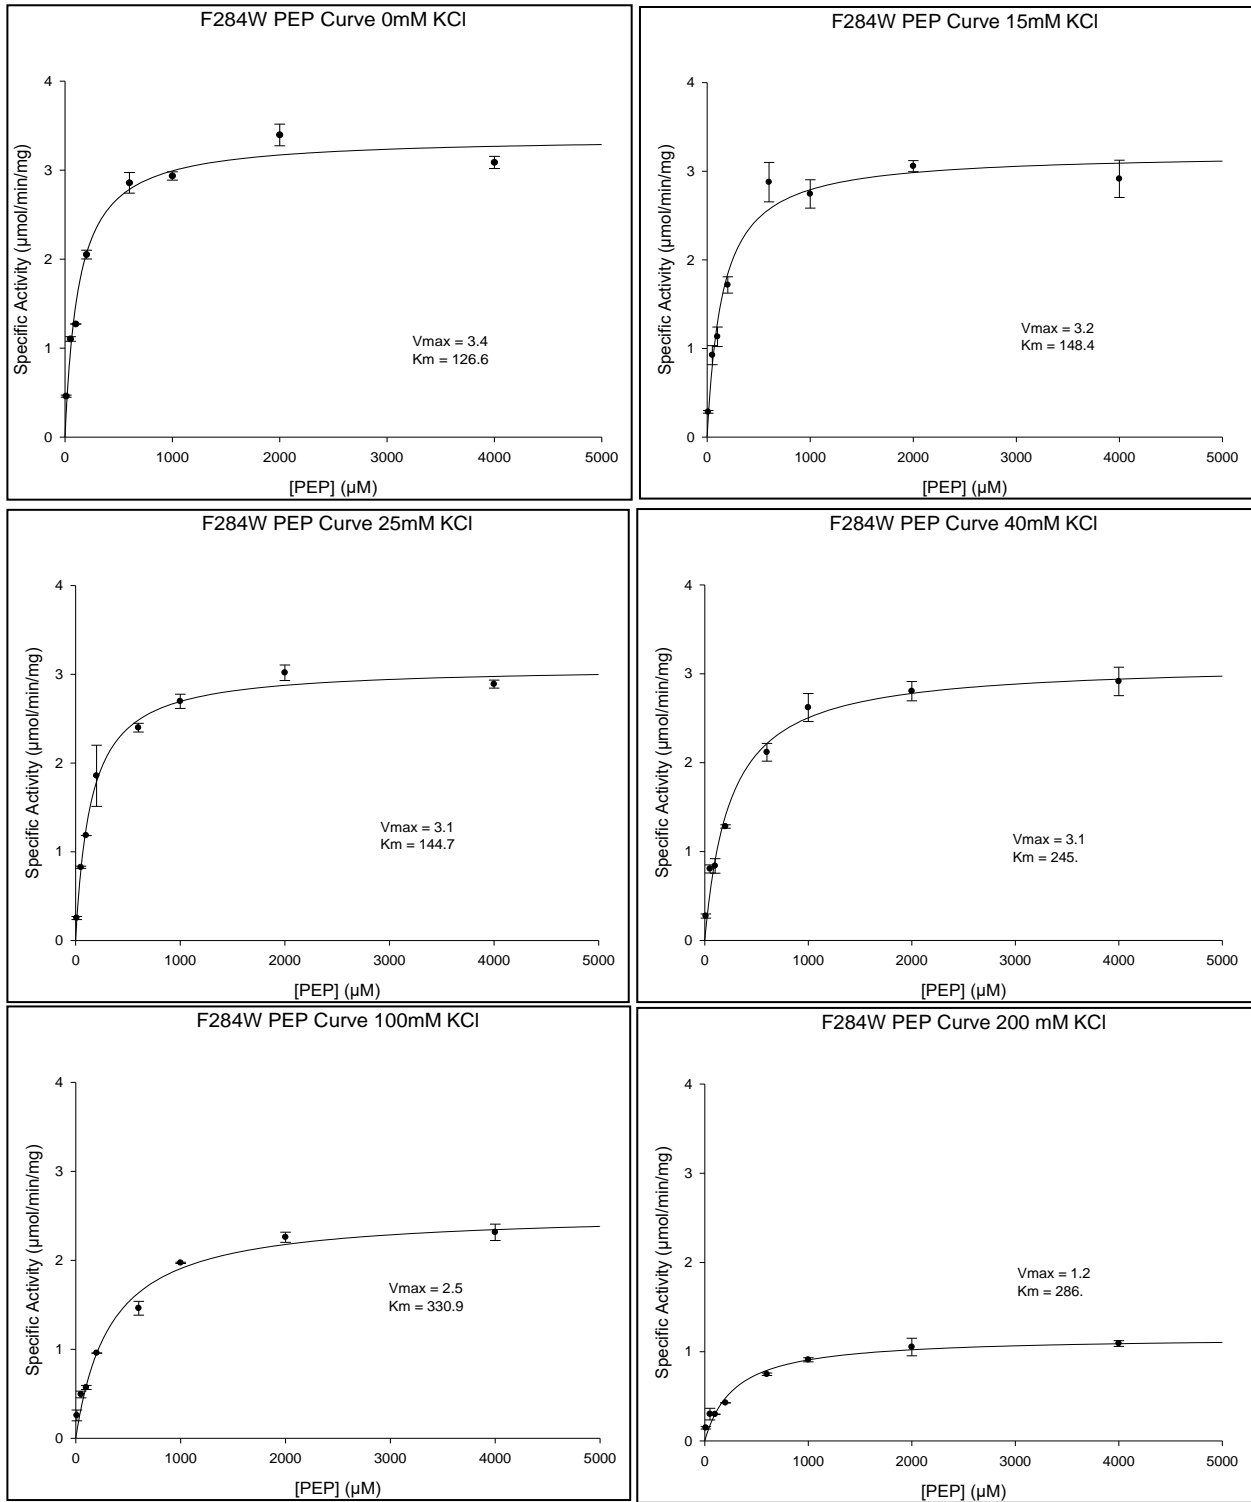 F284W PEP Curve 0mM KCl
Specific Activity (µmol/min/mg)
4
3
2
1
0
Vmax = 3.4
Km = 126.6
0 1000 2000 3000 4000 5000
[PEP] (µM)
F284W PEP Curve 15mM KCl
Specific Activity (µmol/min/mg)
4
3
2
1
0
Vmax = 3.2
Km = 148.4
0 1000 2000 3000 4000 5000
[PEP] (µM)
F284W PEP Curve 25mM KCl
Specific Activity (µmol/min/mg)
4
3
2
1
0
Vmax = 3.1
Km = 144.7
0 1000 2000 3000 4000 5000
[PEP] (µM)
F284W PEP Curve 40mM KCl
Specific Activity (µmol/min/mg)
4
3
2
1
0
Vmax = 3.1
Km = 245.
0 1000 2000 3000 4000 5000
[PEP] (µM)
F284W PEP Curve 100mM KCl
Specific Activity (µmol/min/mg)
4
3
2
1
0
Vmax = 2.5
Km = 330.9
0 1000 2000 3000 4000 5000
[PEP] (µM)
F284W PEP Curve 200 mM KCl
Specific Activity (µmol/min/mg)
4
3
2
1
0
Vmax = 1.2
Km = 286.
0 1000 2000 3000 4000 5000
[PEP] (µM)